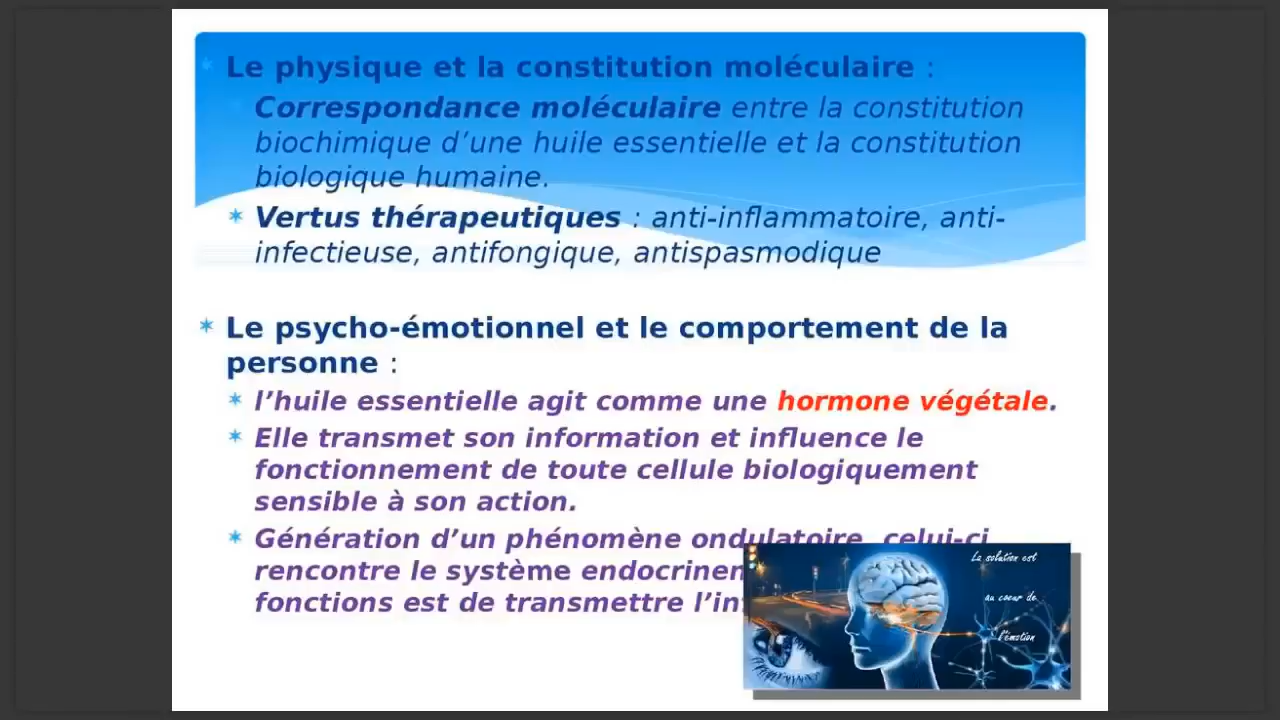 Le physique et la constitution moléculaire :
Correspondance moléculaire entre la constitution
biochimique d’une huile essentielle et la constitution
biologique humaine.
Vertus thérapeutiques : anti-inflammatoire, anti-
infectieuse, antifongique, antispasmodique
Le psycho-émotionnel et le comportement de la
personne :
l’huile essentielle agit comme une hormone végétale.
Elle transmet son information et influence le
fonctionnement de toute cellule biologiquement
sensible à son action.
Génération d’un phénomène ondulatoire, celui-ci
rencontre le système
fonctions est de transmettre
La solution est
au coeur de
l'émotion